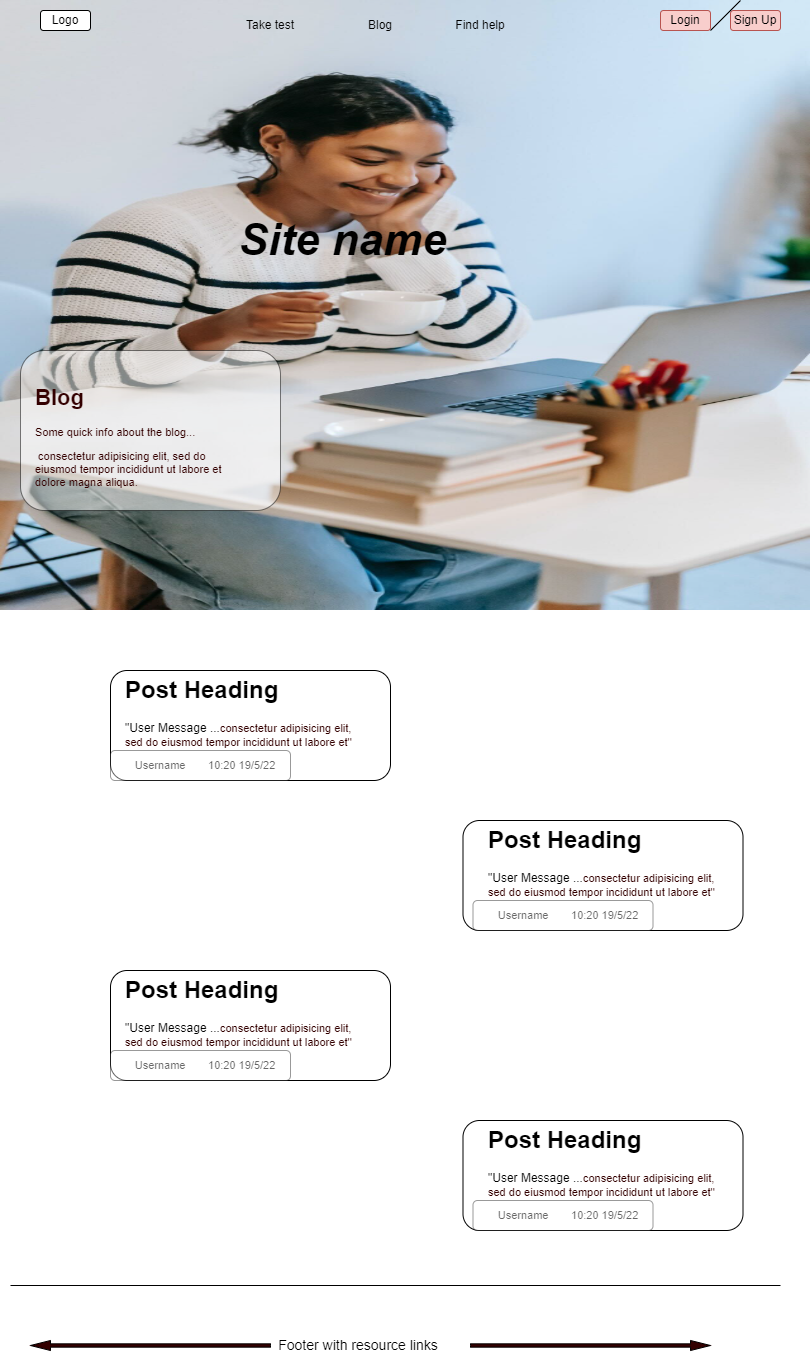 Logo
Take test
Blog
Find help
Login
Sign Up
Site name
Blog
Some quick info about the blog...
consectetur adipisicing elit, sed do
eiusmod tempor incididunt ut labore et
dolore magna aliqua.
Post Heading
"User Message ...consectetur adipisicing elit,
sed do eiusmod tempor incididunt ut labore et"
Username 10:20 19/5/22
Post Heading
"User Message ...consectetur adipisicing elit,
sed do eiusmod tempor incididunt ut labore et"
Username 10:20 19/5/22
Post Heading
"User Message ...consectetur adipisicing elit,
sed do eiusmod tempor incididunt ut labore et"
Username 10:20 19/5/22
Post Heading
"User Message ...consectetur adipisicing elit,
sed do eiusmod tempor incididunt ut labore et"
Username 10:20 19/5/22
Footer with resource links